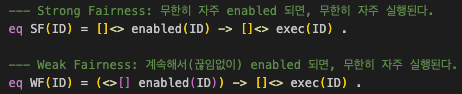 --- Strong Fairness: 무한히 자주 enabled 되면, 무한히 자주 실행된다.
eq SF(ID) = []<> enabled(ID) -> []<> exec(ID) .
--- Weak Fairness: 계속해서(끊임없이) enabled 되면, 무한히 자주 실행된다.
eq WF(ID) = (<>[] enabled(ID)) -> []<> exec(ID) .